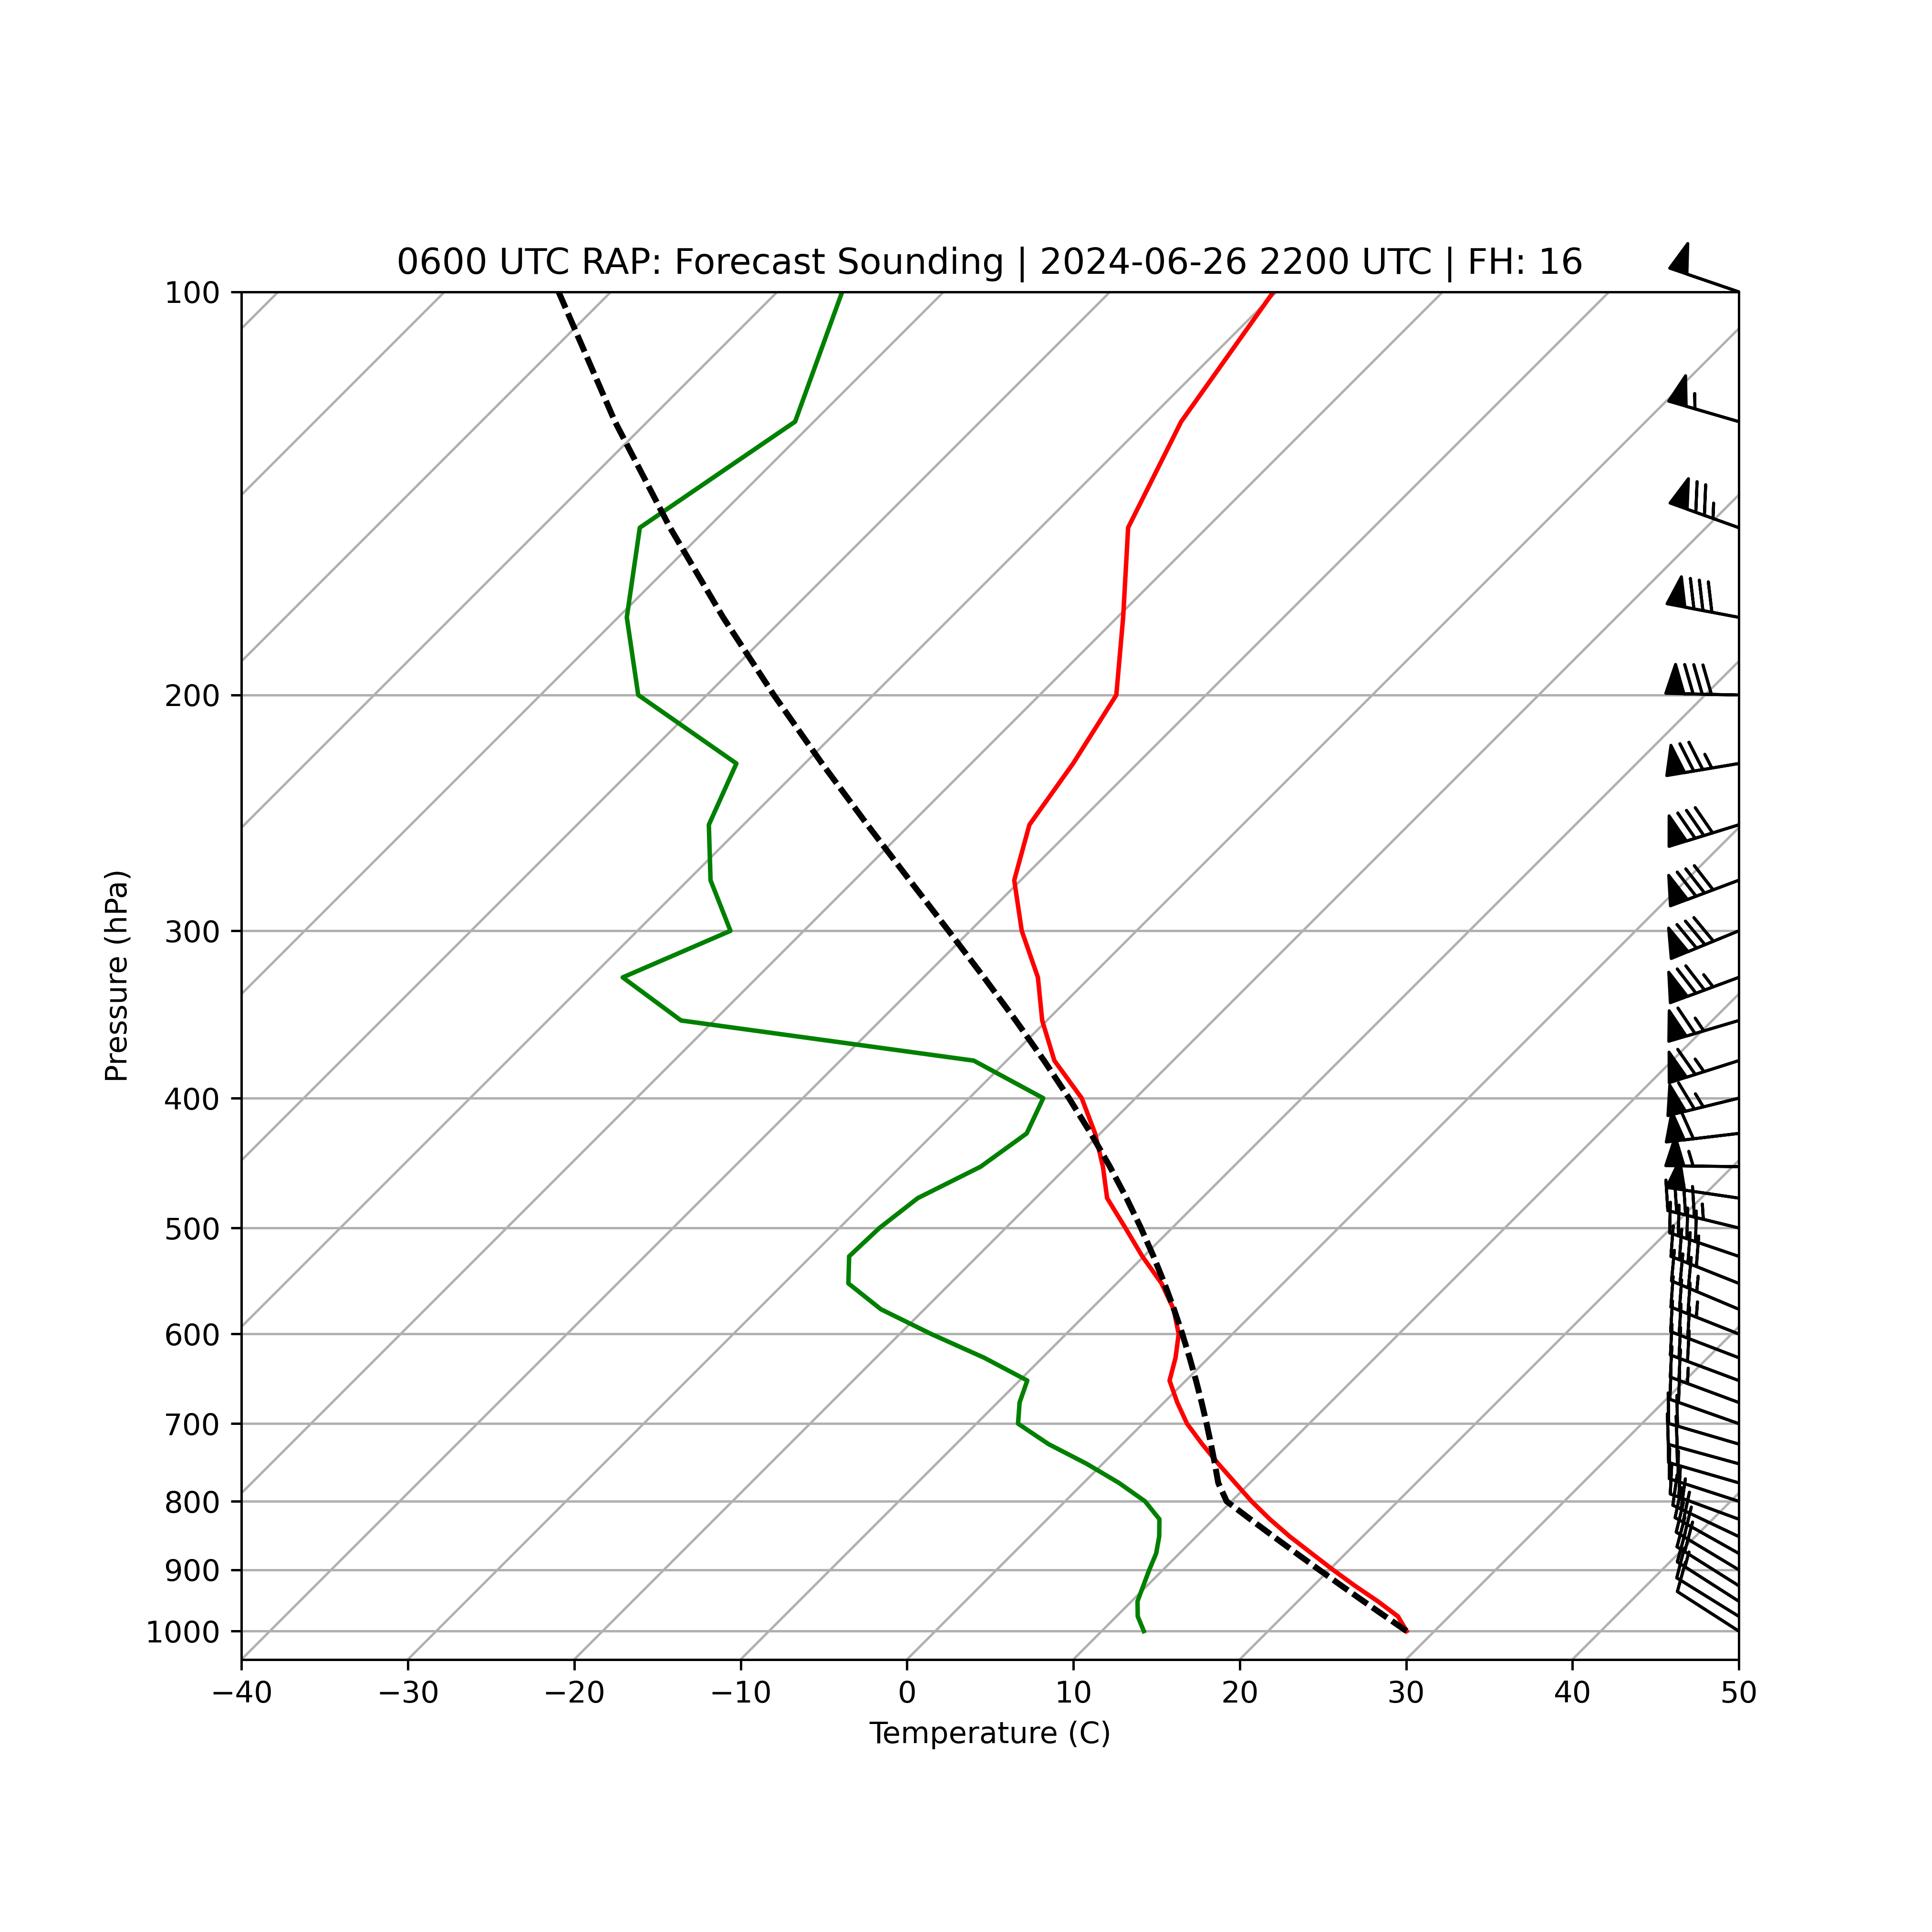 0600 UTC RAP: Forecast Sounding | 2024-06-26 2200 UTC | FH: 16
100
200
300
400
500
600
700
800
900
1000
Pressure (hPa)
−40 −30 −20 −10 0 10 20 30 40 50
Temperature (C)